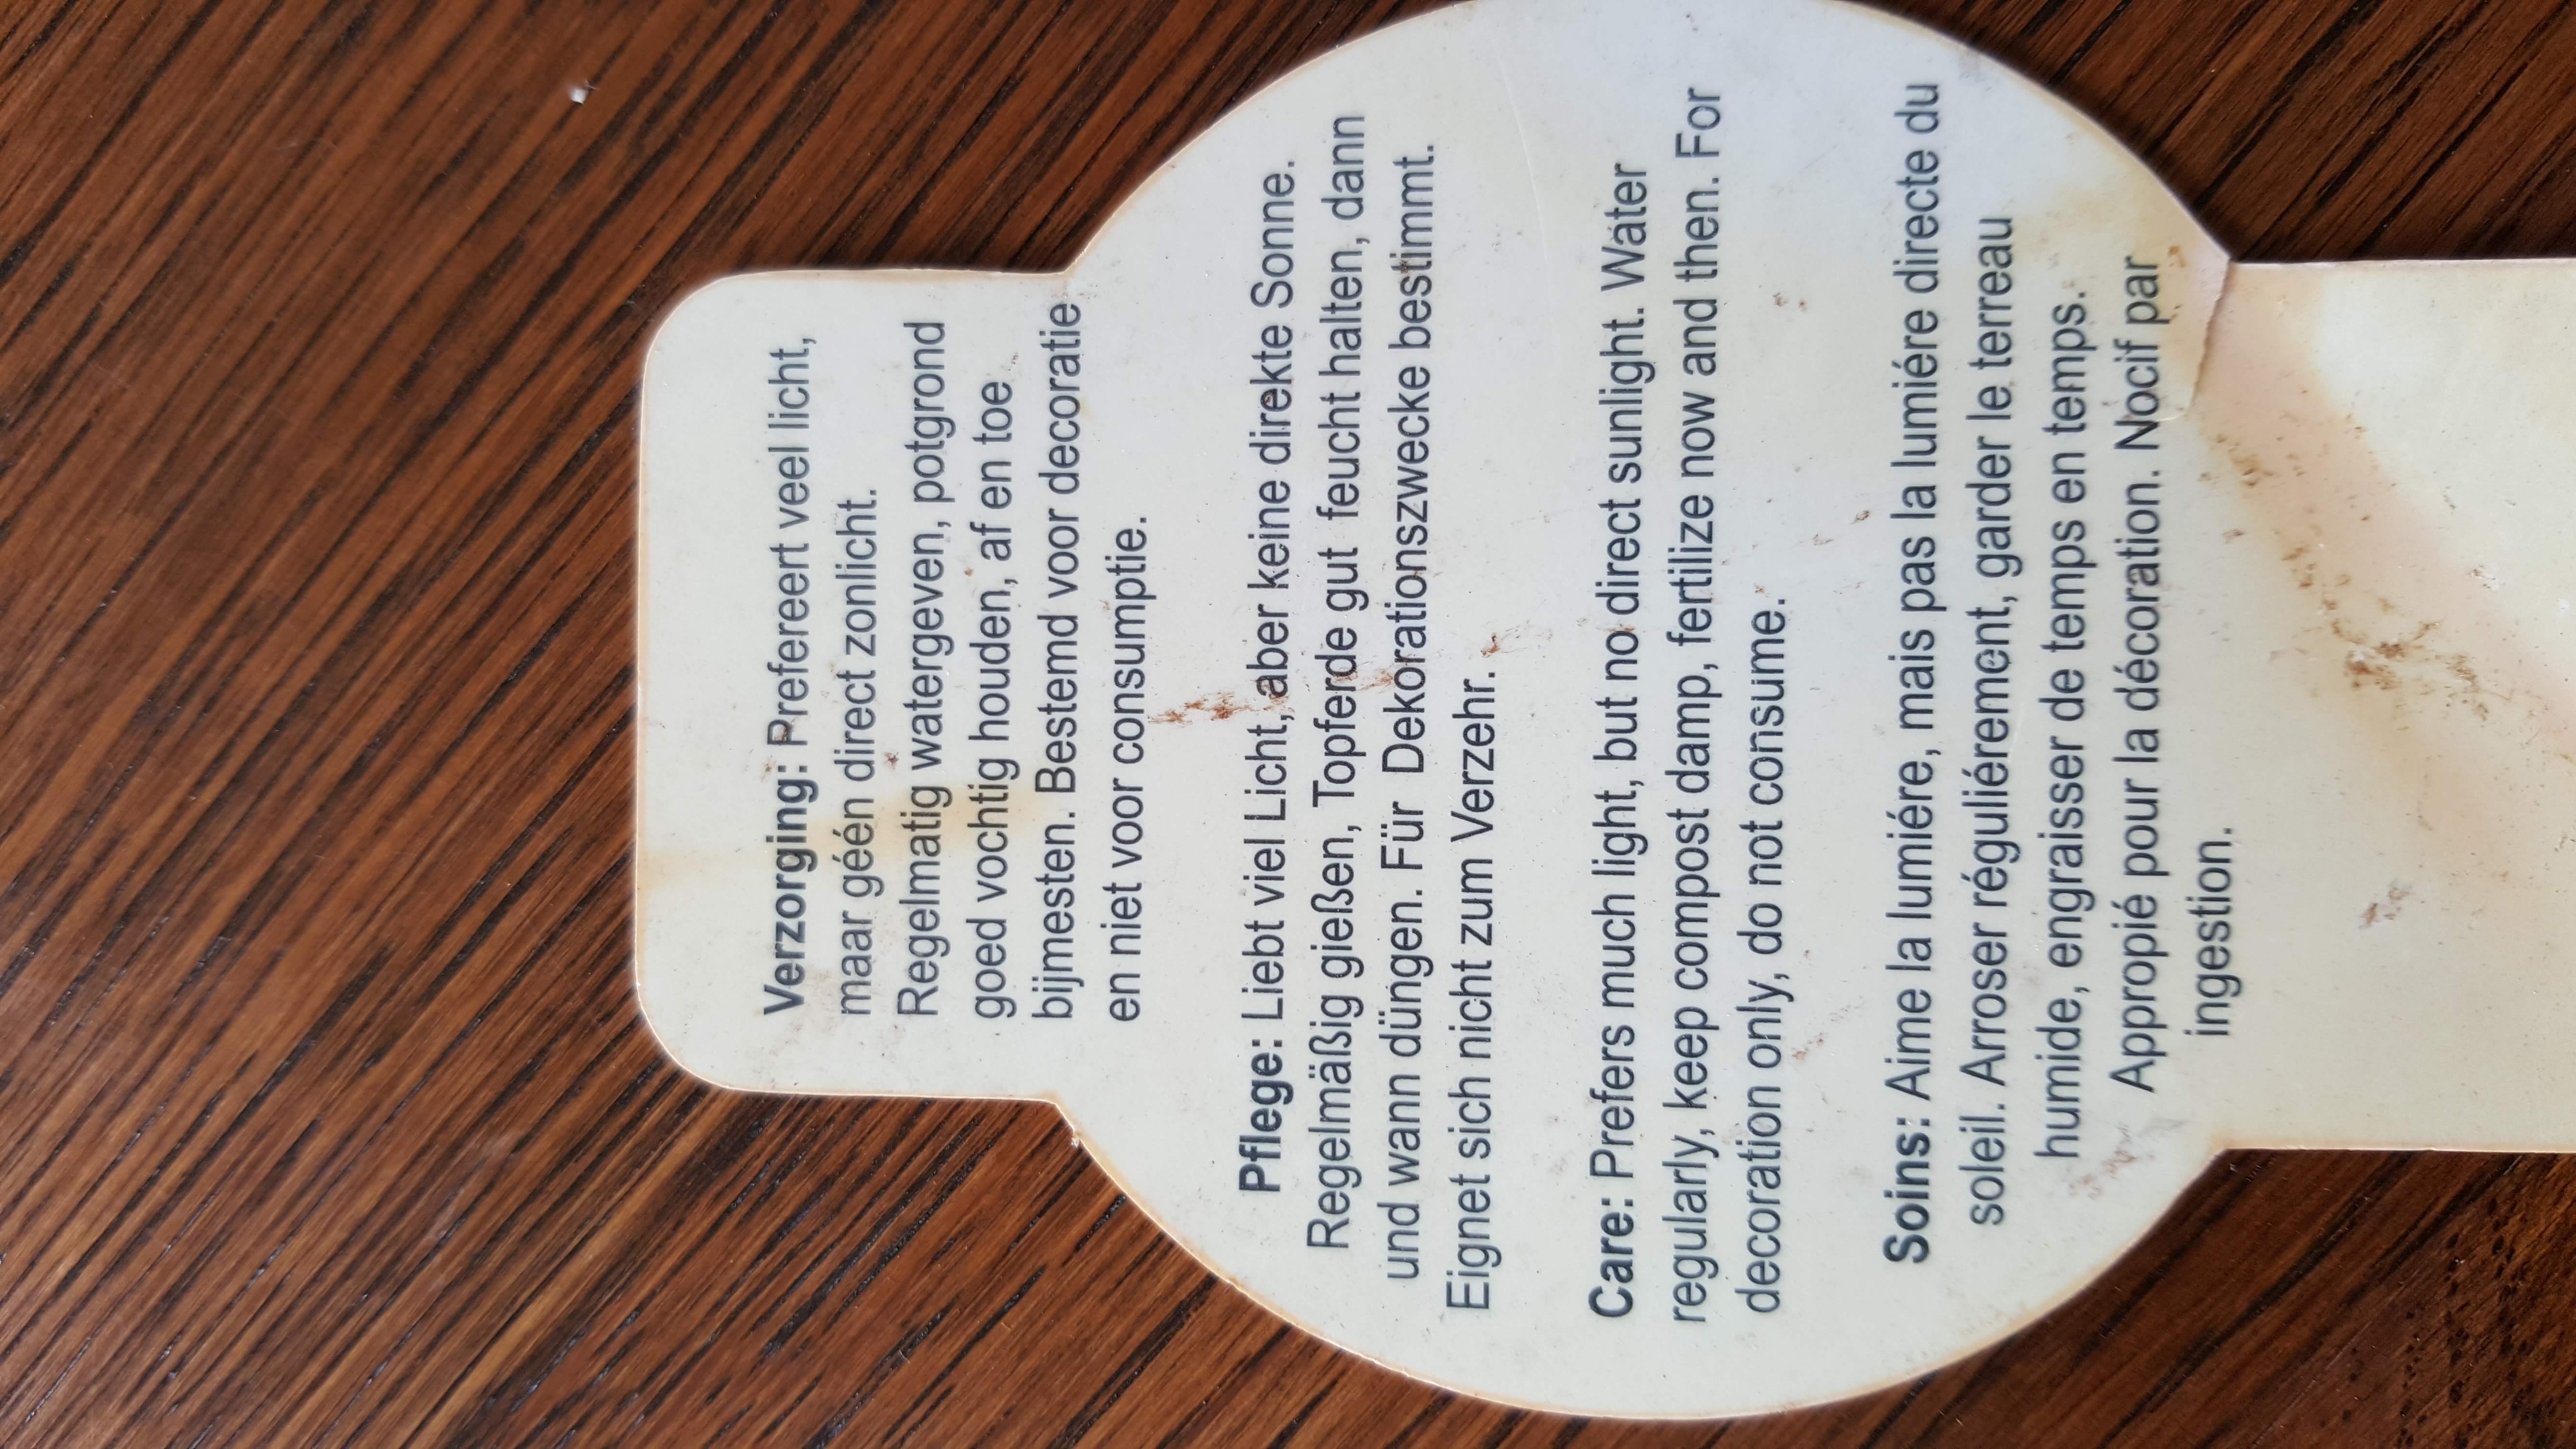 Verzorging: Prefereert veel licht,
maar géén direct zonlicht.
Regelmatig watergeven, potgrond
goed vochtig houden, af en toe
bijmesten. Bestemd voor decoratie
en niet voor consumptie.
Pflege: Liebt viel Licht, aber keine direkte Sonne.
Regelmäßig gießen, Topferde gut feucht halten, dann
und wann düngen. Für Dekorationszwecke bestimmt.
Eignet sich nicht zum Verzehr.
Care: Prefers much light, but no direct sunlight. Water
regularly, keep compost damp, fertilize now and then. For
decoration only, do not consume.
Soins: Aime la lumiére, mais pas la lumiére directe du
soleil. Arroser réguliérement, garder le terreau
humide, engraisser de temps en temps.
Appropié pour la décoration. Nocif par
ingestion.